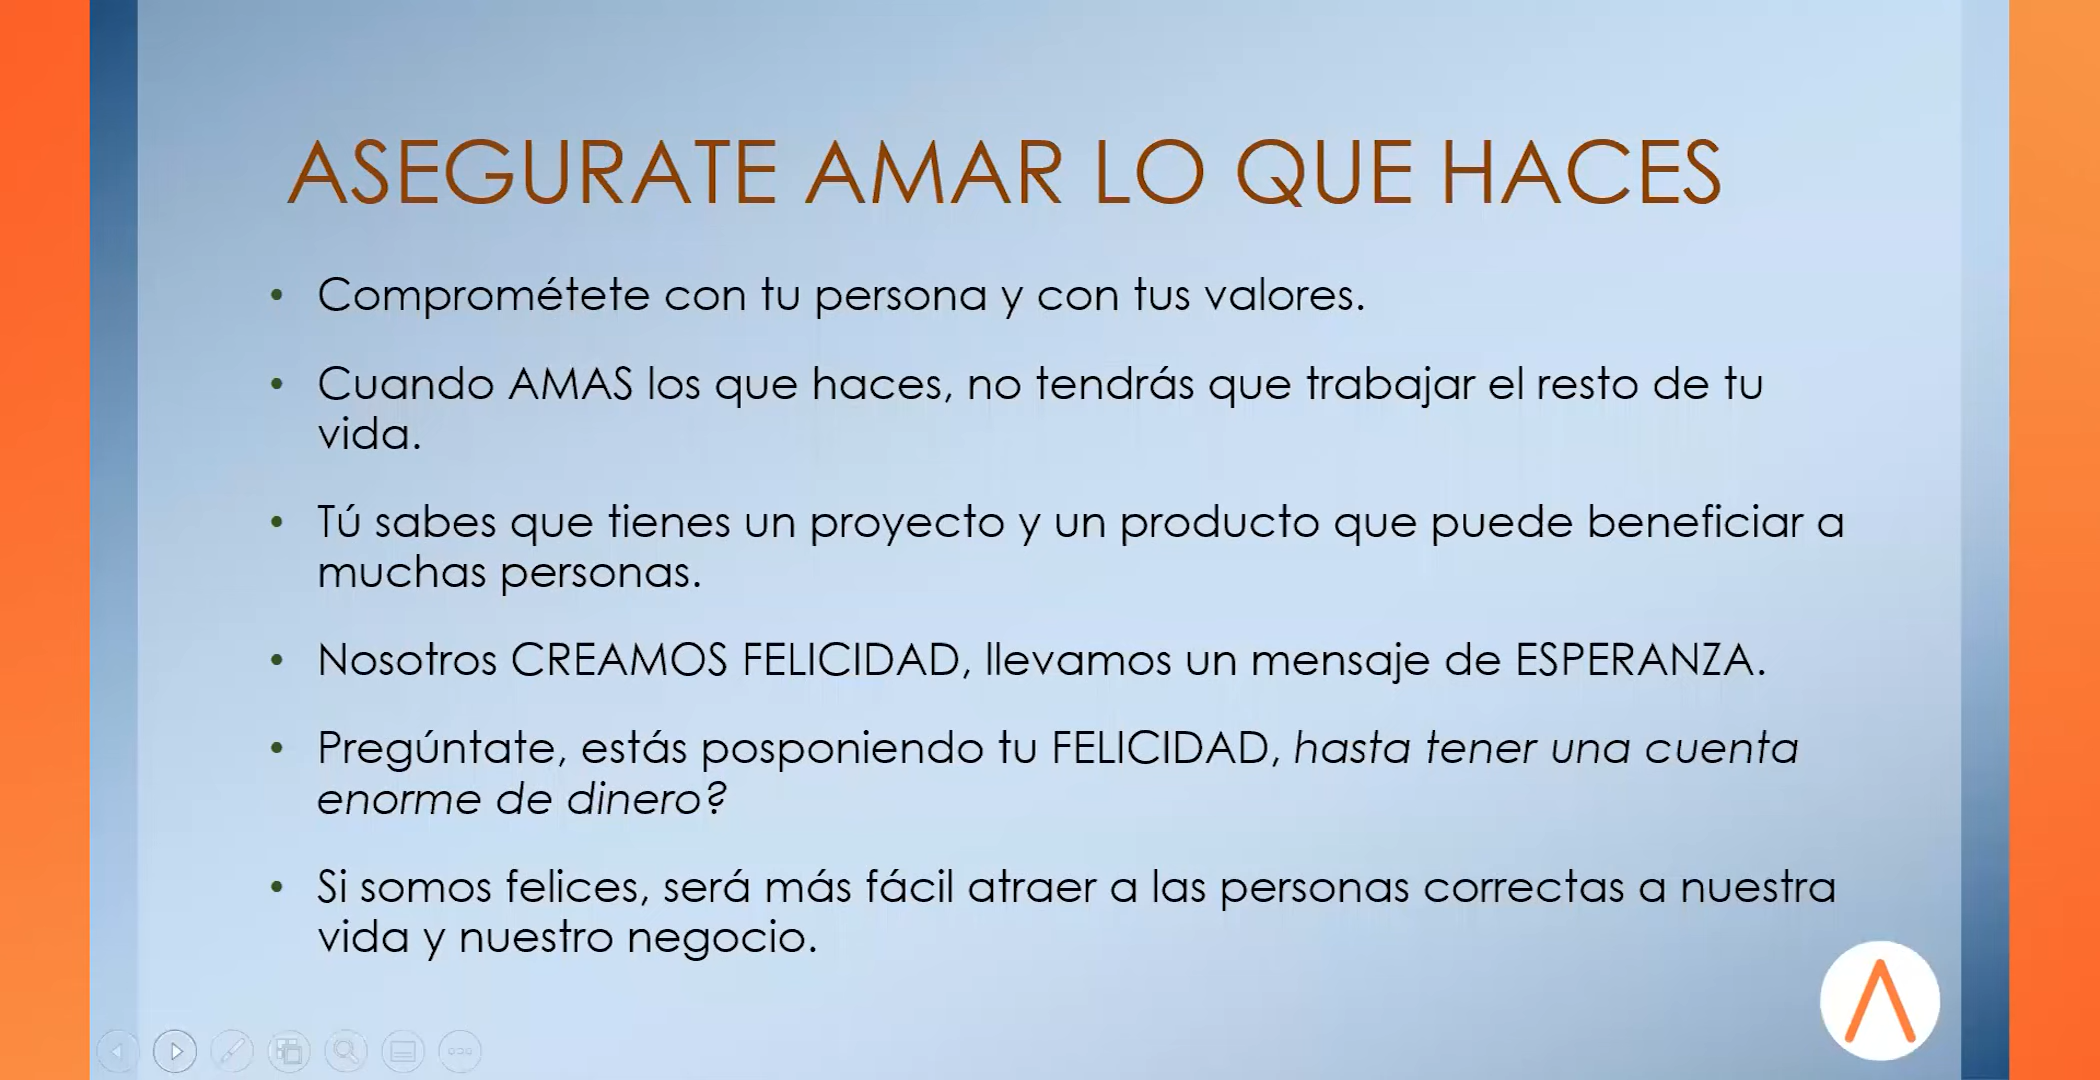 ASEGURATE AMAR LO QUE HACES
• Comprométete con tu persona y con tus valores.
• Cuando AMAS los que haces, no tendrás que trabajar el resto de tu
vida.
• Tú sabes que tienes un proyecto y un producto que puede beneficiar a
muchas personas.
• Nosotros CREAMOS FELICIDAD, llevamos un mensaje de ESPERANZA.
• Pregúntate, estás posponiendo tu FELICIDAD, hasta tener una cuenta
enorme de dinero?
• Si somos felices, será más fácil atraer a las personas correctas a nuestra
vida y nuestro negocio.